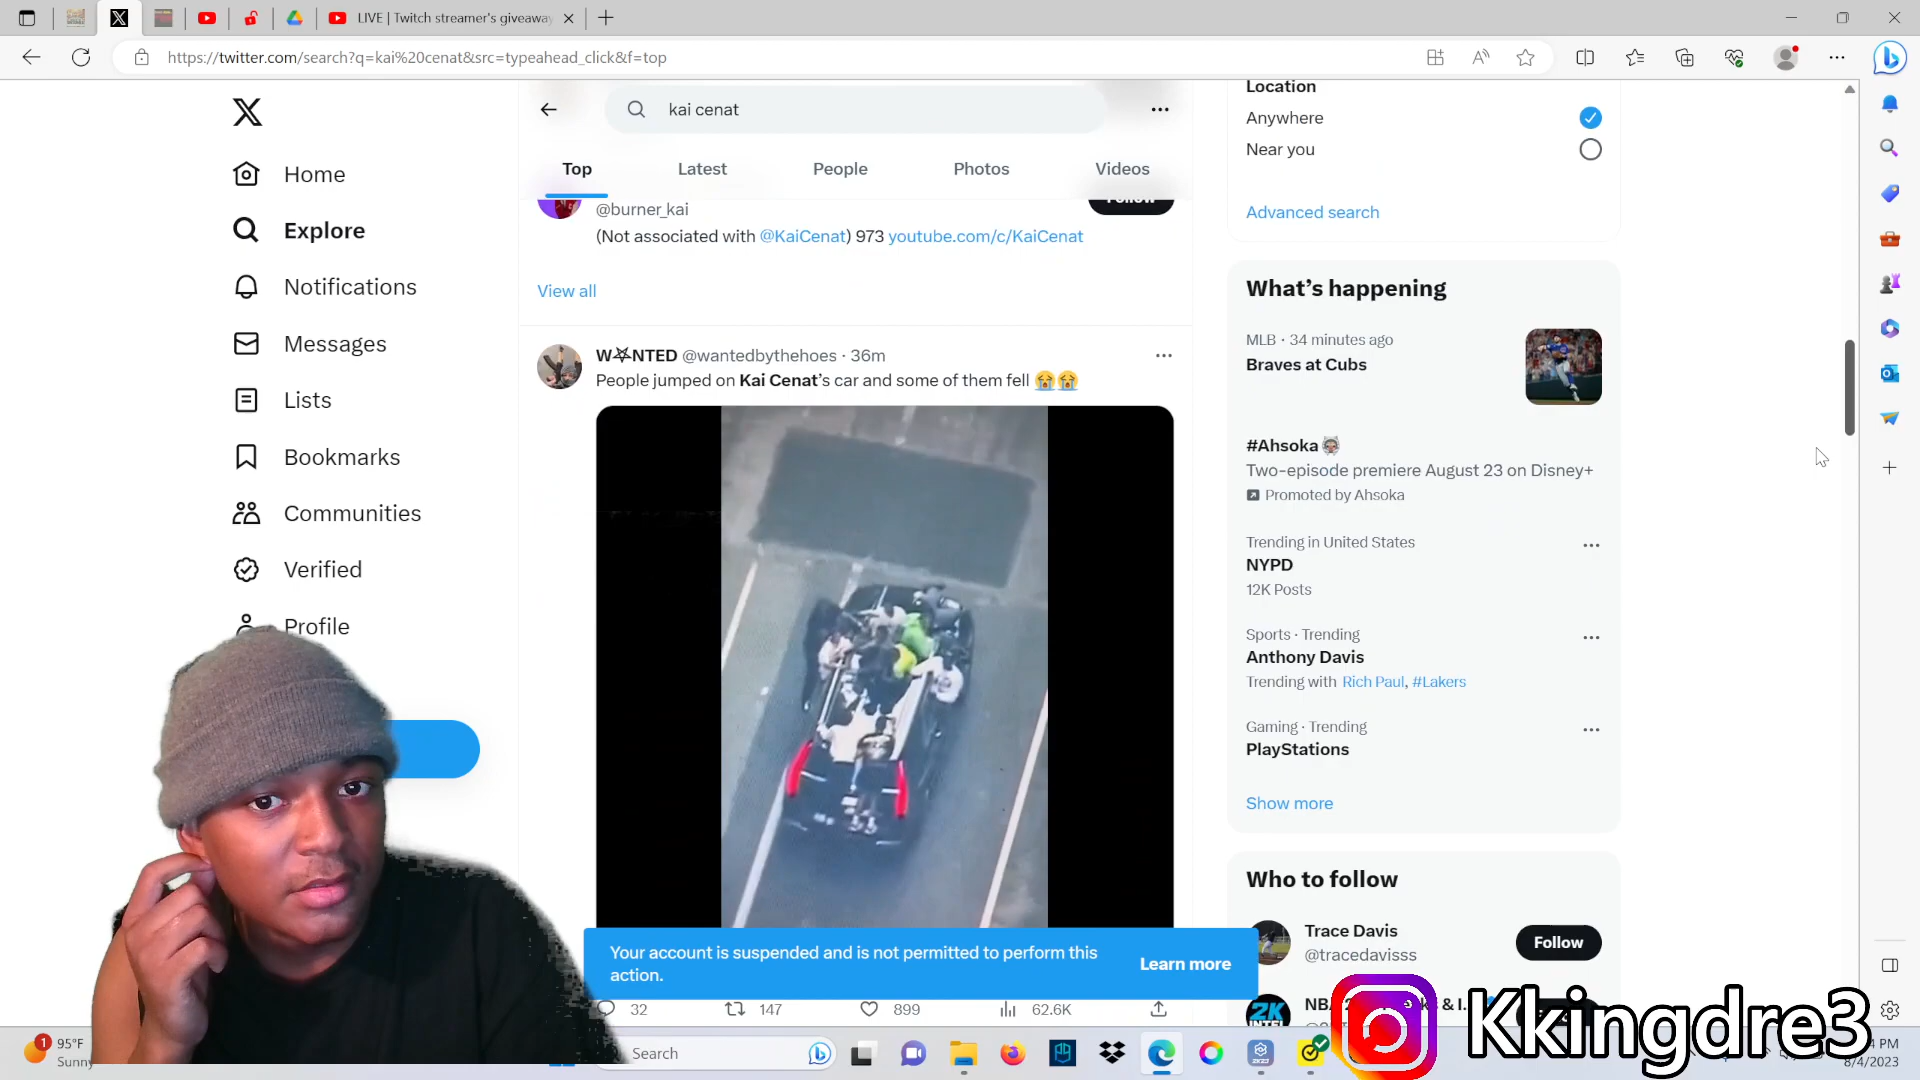 LIVE | Twitch streamer's giveaway
https://twitter.com/search?q=kai%20cenat&src=typeahead_click&f=top
kai cenat
Top
Latest
People
Photos
Videos
Home
Explore
Notifications
Messages
Lists
Bookmarks
Communities
Verified
Profile
Follow
@burner_kai
(Not associated with @KaiCenat) 973 youtube.com/c/KaiCenat
View all
W⛧NTED @wantedbythehoes · 36m
People jumped on Kai Cenat's car and some of them fell 😭😭
Your account is suspended and is not permitted to perform this
action.
Learn more
32
147
899
62.6K
Location
Anywhere
Near you
Advanced search
What's happening
MLB · 34 minutes ago
Braves at Cubs
#Ahsoka
Two-episode premiere August 23 on Disney+
Promoted by Ahsoka
Trending in United States
NYPD
12K Posts
Sports · Trending
Anthony Davis
Trending with Rich Paul, #Lakers
Gaming · Trending
PlayStations
Show more
Who to follow
Trace Davis
@tracedavisss
Follow
2K
INTEL
Kkingdre3
1
95°F
Sunny
Search
2K23
8/4/2023